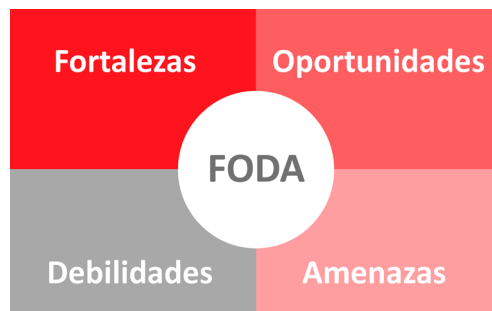 Fortalezas
Oportunidades
FODA
Debilidades
Amenazas